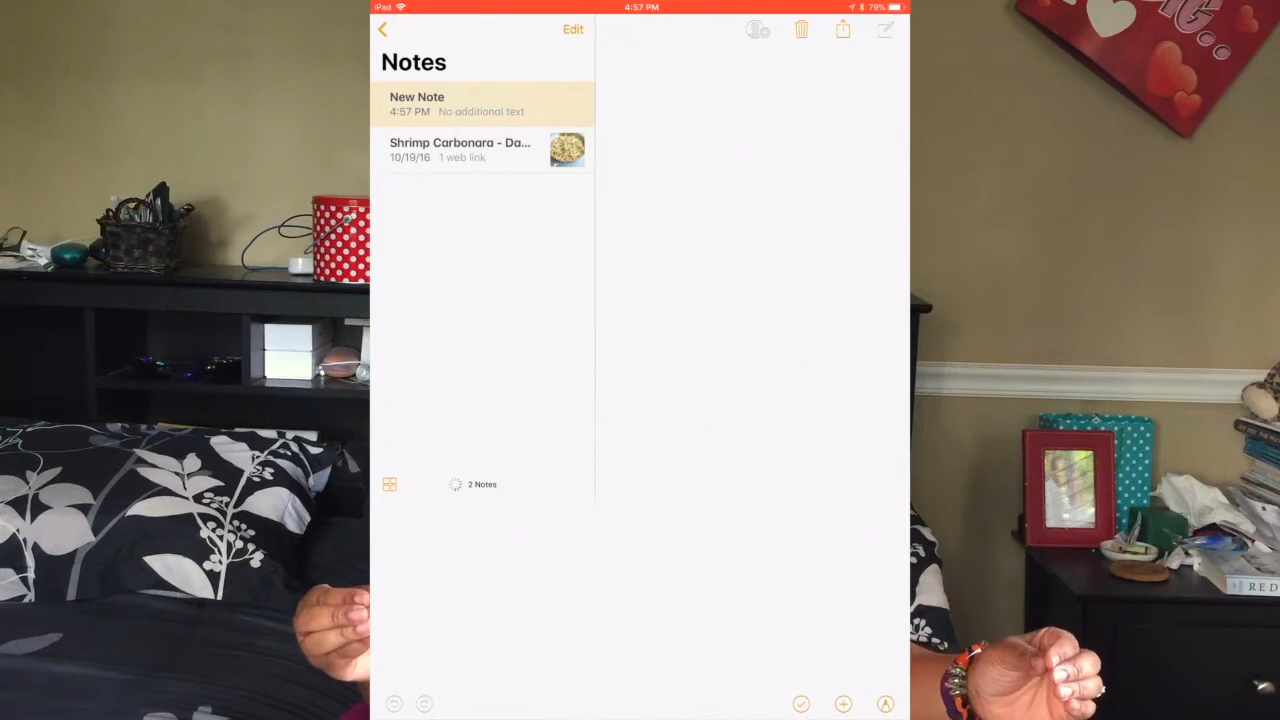 iPad
4:57 PM
79%
Edit
Notes
New Note
4:57 PM No additional text
Shrimp Carbonara - Da...
10/19/16 1 web link
2 Notes
RED